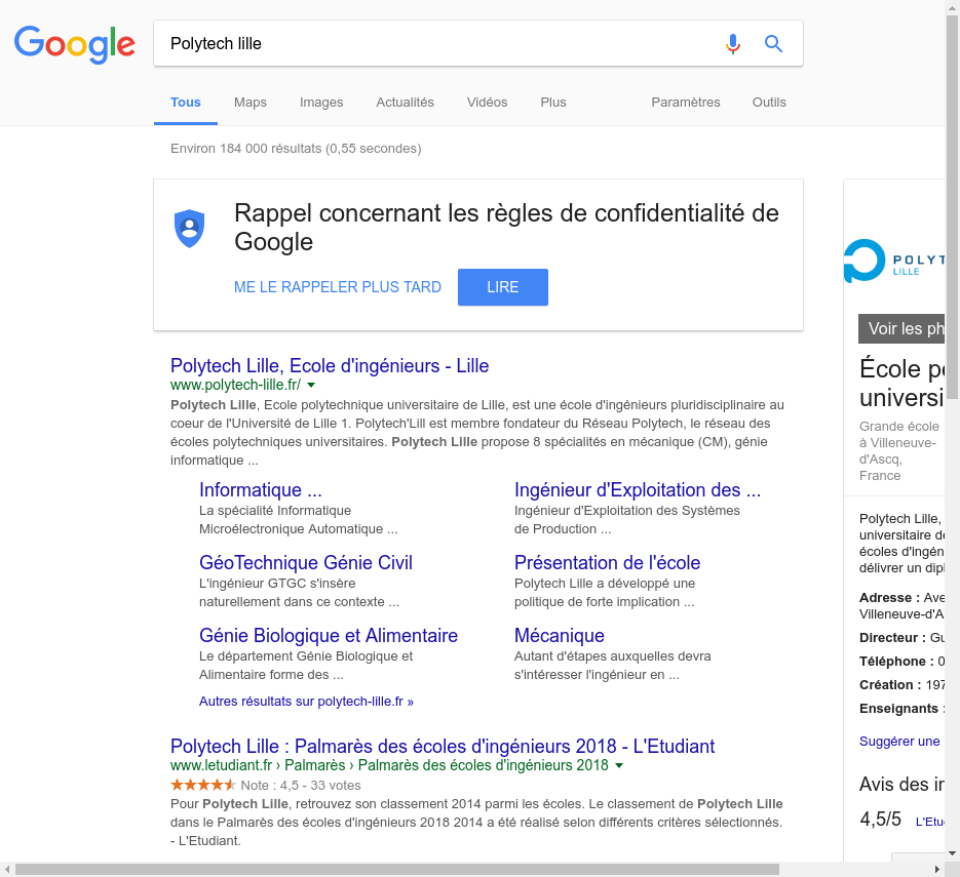 Google
Polytech lille
Tous Maps Images Actualités Vidéos Plus Paramètres Outils
Environ 184 000 résultats (0,55 secondes)
Rappel concernant les règles de confidentialité de
Google
ME LE RAPPELER PLUS TARD LIRE
Polytech Lille, Ecole d'ingénieurs - Lille
www.polytech-lille.fr/
Polytech Lille, Ecole polytechnique universitaire de Lille, est une école d'ingénieurs pluridisciplinaire au
coeur de l'Université de Lille 1. Polytech'Lill est membre fondateur du Réseau Polytech, le réseau des
écoles polytechniques universitaires. Polytech Lille propose 8 spécialités en mécanique (CM), génie
informatique ...
Informatique ...
La spécialité Informatique
Microélectronique Automatique ...
Ingénieur d'Exploitation des ...
Ingénieur d'Exploitation des Systèmes
de Production ...
GéoTechnique Génie Civil
L'ingénieur GTGC s'insère
naturellement dans ce contexte ...
Présentation de l'école
Polytech Lille a développé une
politique de forte implication ...
Génie Biologique et Alimentaire
Le département Génie Biologique et
Alimentaire forme des ...
Mécanique
Autant d'étapes auxquelles devra
s'intéresser l'ingénieur en ...
Autres résultats sur polytech-lille.fr »
Polytech Lille : Palmarès des écoles d'ingénieurs 2018 - L'Etudiant
www.letudiant.fr › Palmarès › Palmarès des écoles d'ingénieurs 2018
Note : 4,5 - 33 votes
Pour Polytech Lille, retrouvez son classement 2014 parmi les écoles. Le classement de Polytech Lille
dans le Palmarès des écoles d'ingénieurs 2018 2014 a été réalisé selon différents critères sélectionnés.
- L'Etudiant.
POLYT
LILLE
Voir les ph
École p
universi
Grande école
à Villeneuve-
d'Ascq,
France
Polytech Lille,
universitaire d
écoles d'ingén
délivrer un dip
Adresse : Ave
Villeneuve-d'A
Directeur : Gu
Téléphone : 0
Création : 197
Enseignants :
Suggérer une
Avis des in
4,5/5 L'Etu